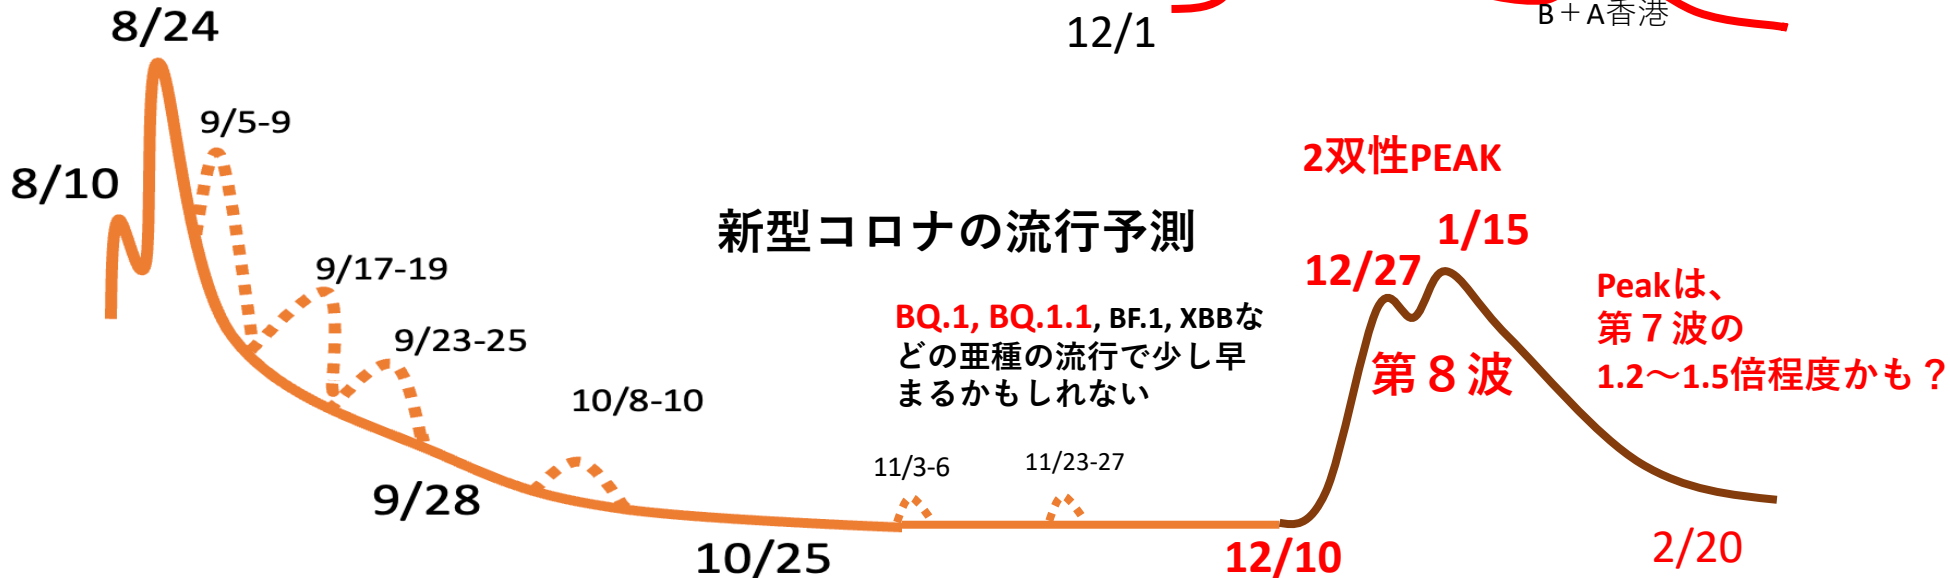 B＋A香港
12/1
8/24
9/5-9
8/10
2双性PEAK
新型コロナの流行予測
1/15
9/17-19
12/27
Peakは、
第７波の
1.2～1.5倍程度かも？
BQ.1, BQ.1.1, BF.1, XBBな
どの亜種の流行で少し早
まるかもしれない
9/23-25
第８波
10/8-10
11/3-6
11/23-27
9/28
10/25
12/10
2/20